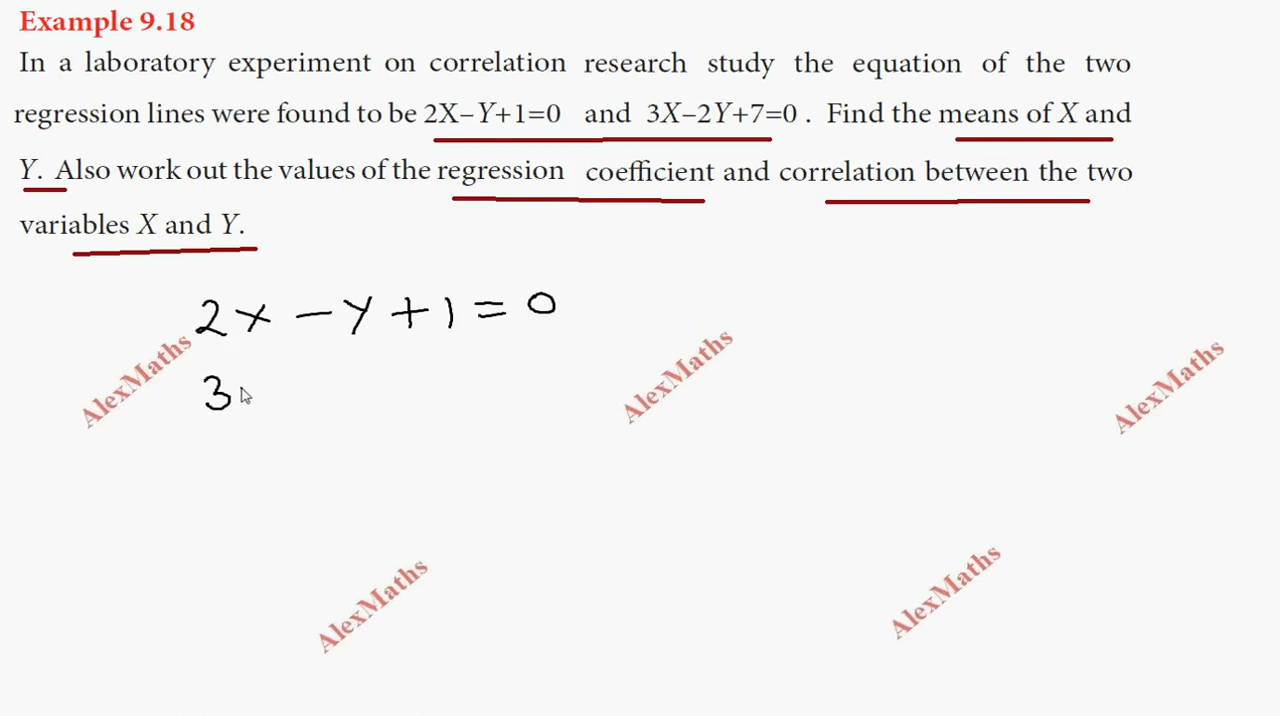 Example 9.18
In a laboratory experiment on correlation research study the equation of the two
regression lines were found to be 2X–Y+1=0 and 3X–2Y+7=0 . Find the means of X and
Y. Also work out the values of the regression coefficient and correlation between the two
variables X and Y.
2x – y + 1 = 0
3
AlexMaths
AlexMaths
AlexMaths
AlexMaths
AlexMaths